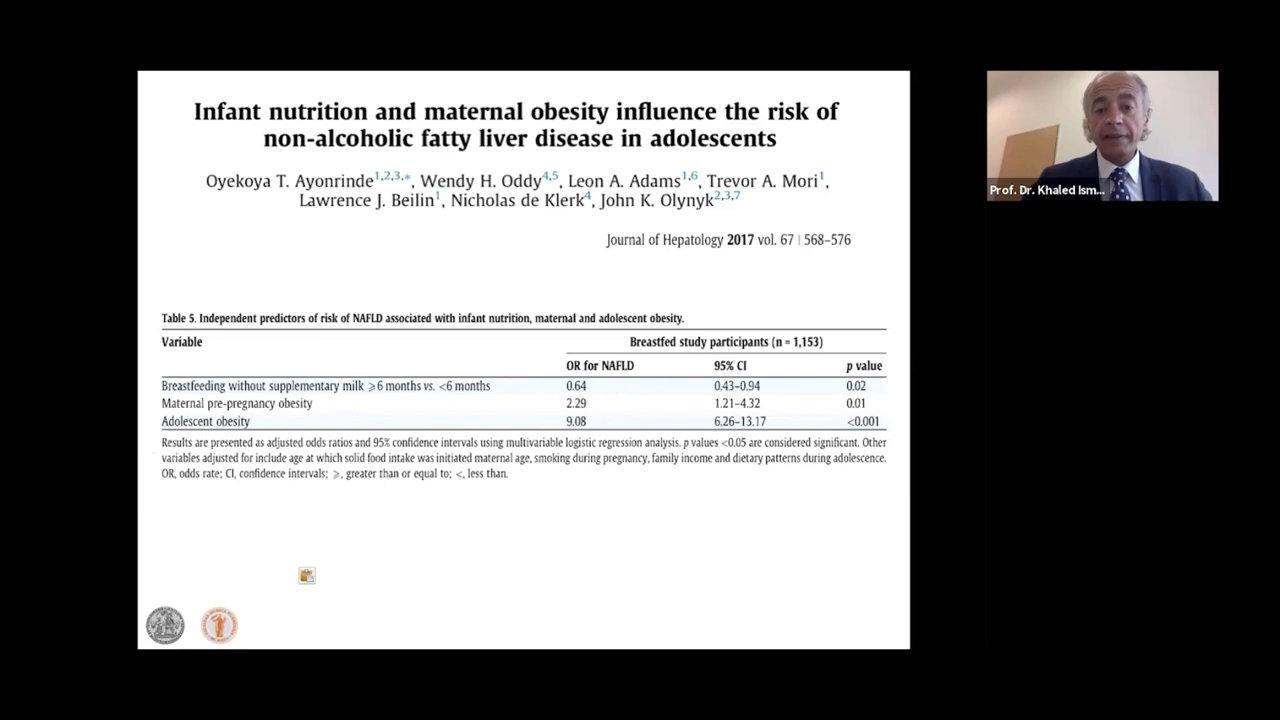 Infant nutrition and maternal obesity influence the risk of
non-alcoholic fatty liver disease in adolescents
Oyekoya T. Ayonrinde1,2,3,*, Wendy H. Oddy4,5, Leon A. Adams1,6, Trevor A. Mori1,
Lawrence J. Beilin1, Nicholas de Klerk4, John K. Olynyk2,3,7
Journal of Hepatology 2017 vol. 67 | 568–576
Prof. Dr. Khaled Ism...
Table 5. Independent predictors of risk of NAFLD associated with infant nutrition, maternal and adolescent obesity.
Variable Breastfed study participants (n = 1,153)
OR for NAFLD 95% CI p value
Breastfeeding without supplementary milk ⩾6 months vs. <6 months 0.64 0.43–0.94 0.02
Maternal pre-pregnancy obesity 2.29 1.21–4.32 0.01
Adolescent obesity 9.08 6.26–13.17 <0.001
Results are presented as adjusted odds ratios and 95% confidence intervals using multivariable logistic regression analysis. p values <0.05 are considered significant. Other
variables adjusted for include age at which solid food intake was initiated maternal age, smoking during pregnancy, family income and dietary patterns during adolescence.
OR, odds rate; CI, confidence intervals; ⩾, greater than or equal to; <, less than.